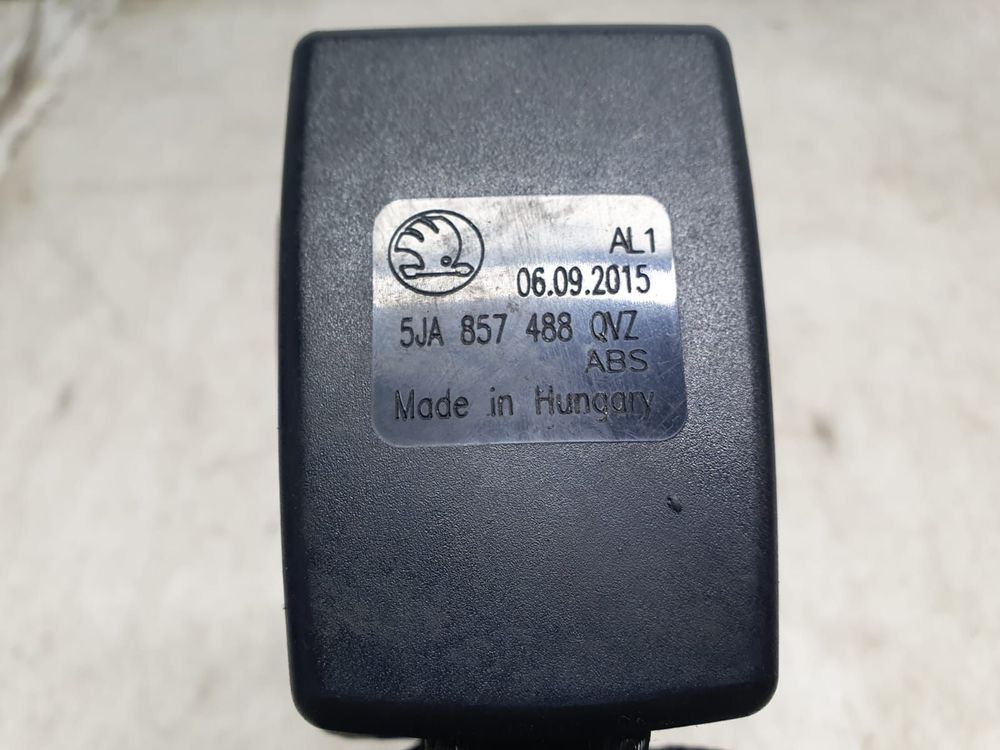 AL1
06.09.2015
5JA 857 488 QVZ
ABS
Made in Hungary